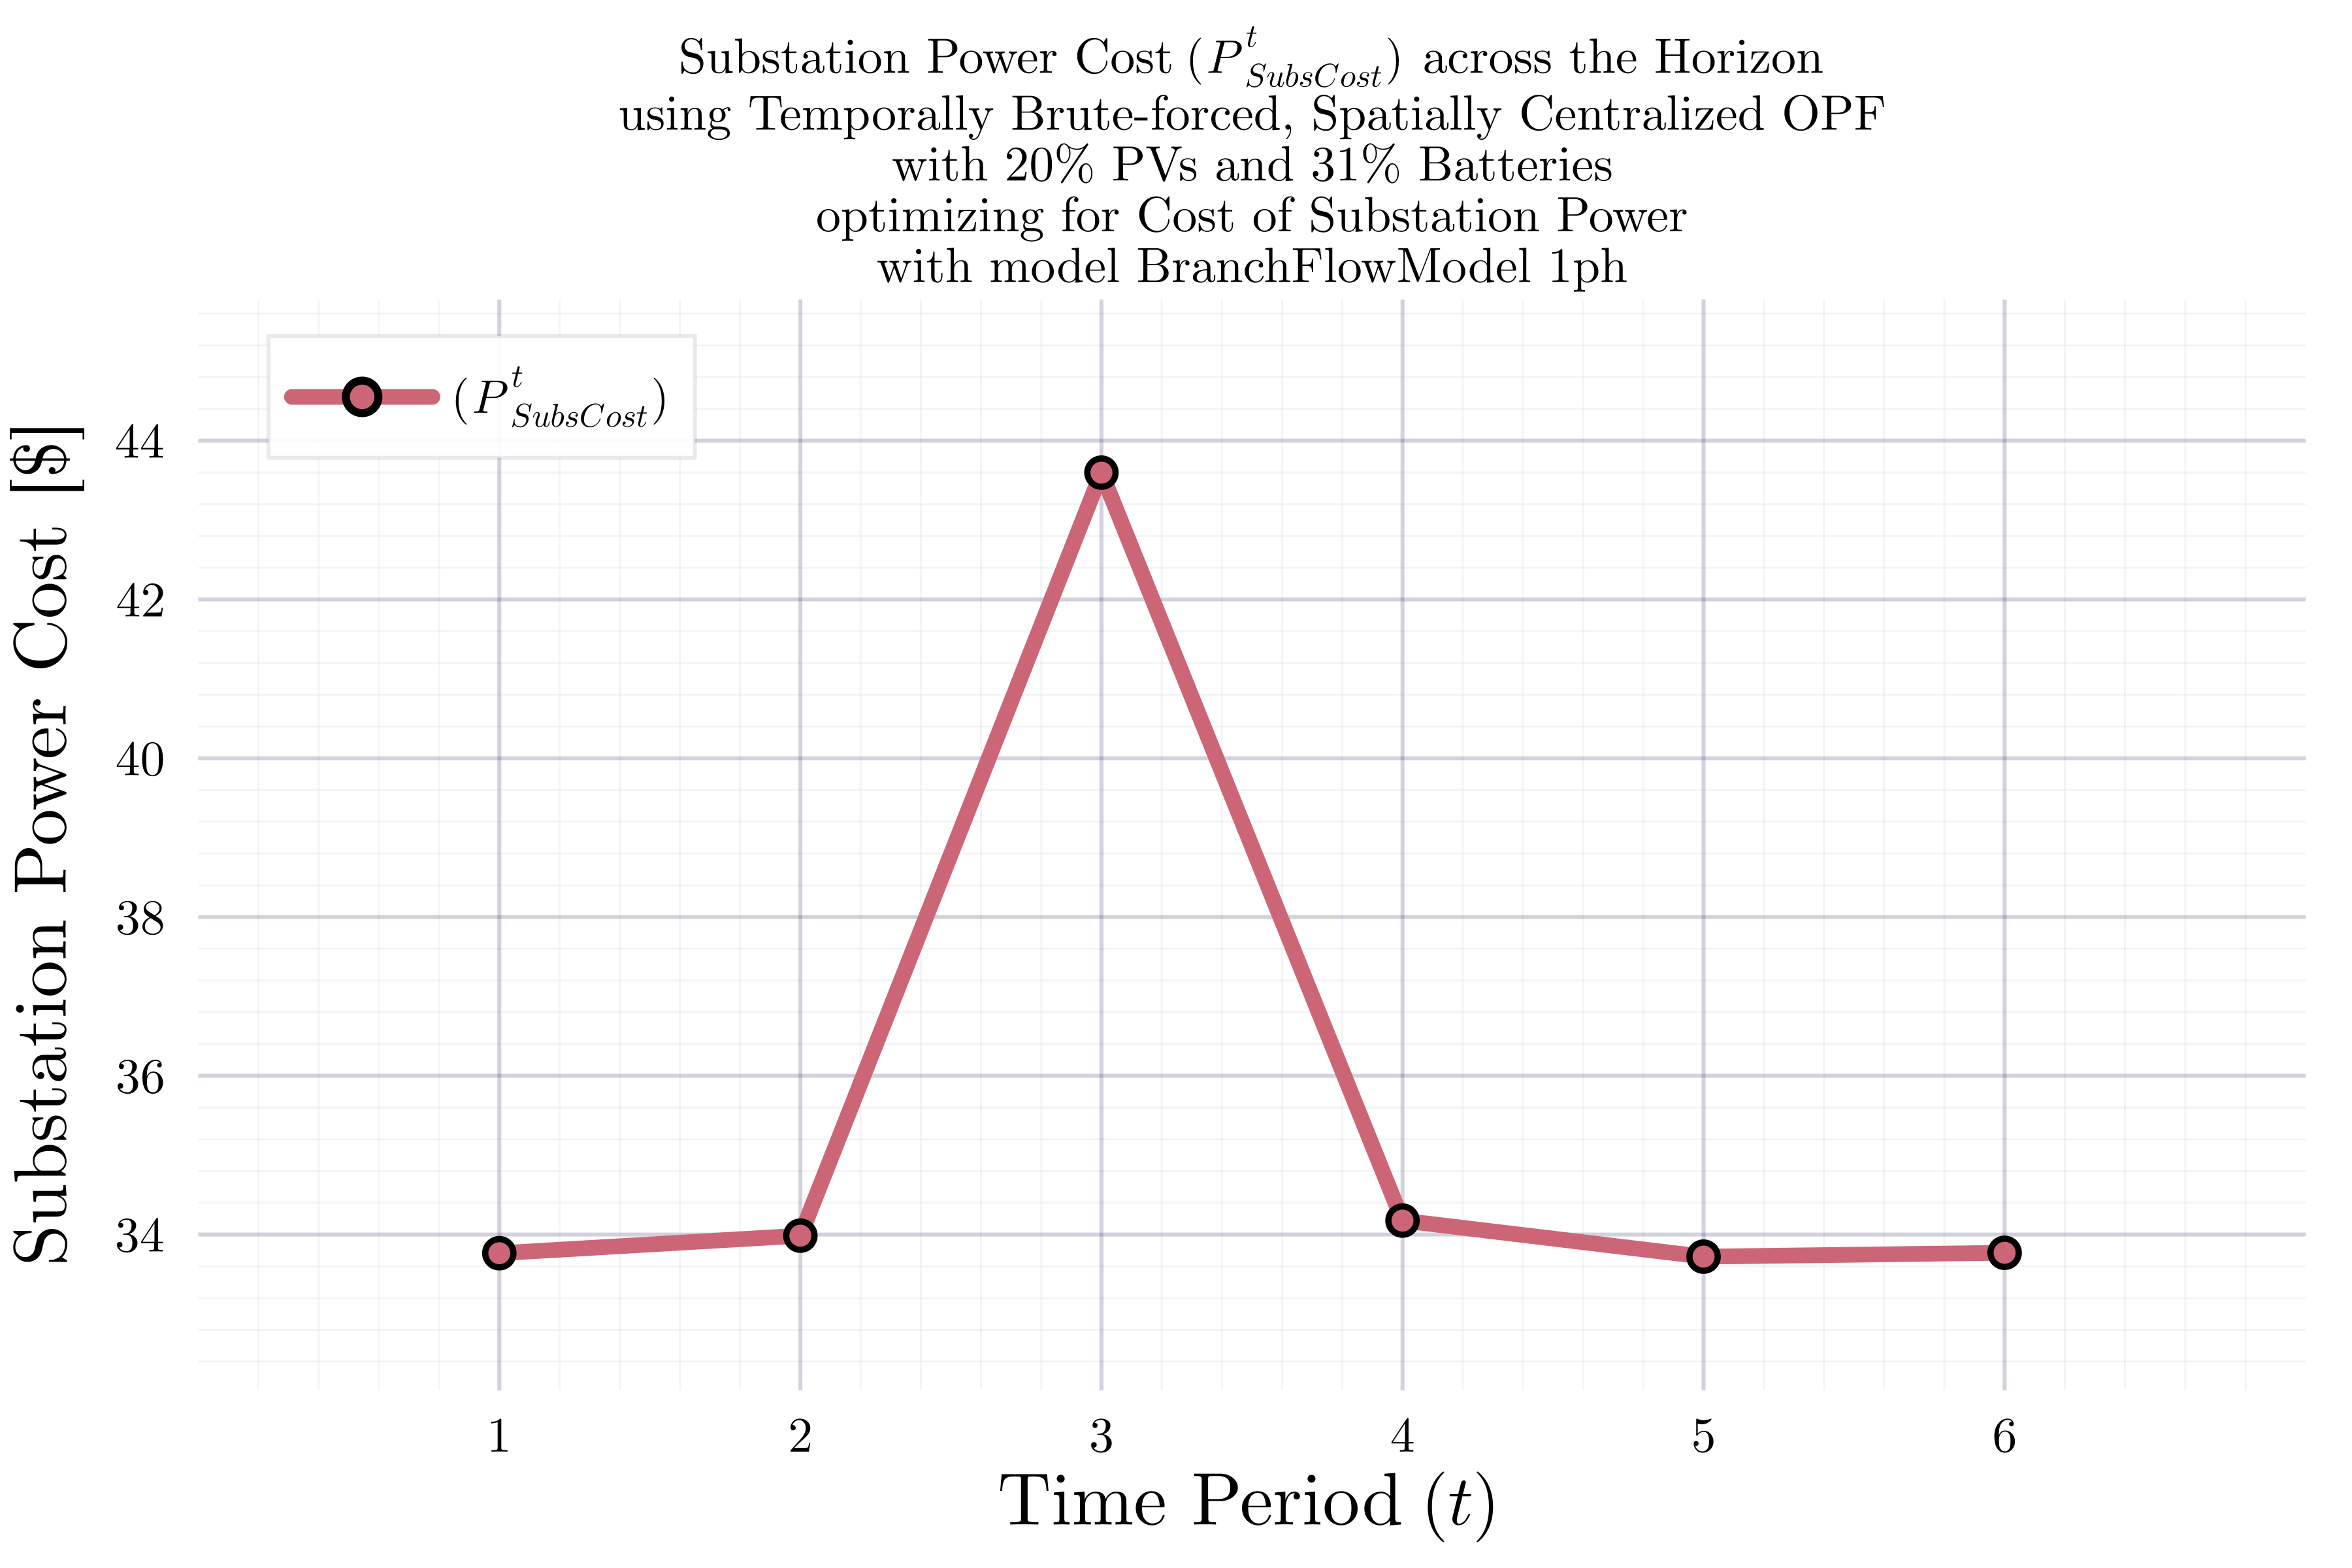 Substation Power Cost (P^t_SubsCost) across the Horizon
using Temporally Brute-forced, Spatially Centralized OPF
with 20% PVs and 31% Batteries
optimizing for Cost of Substation Power
with model BranchFlowModel 1ph
(P^t_SubsCost)
Substation Power Cost [$]
44
42
40
38
36
34
1 2 3 4 5 6
Time Period (t)